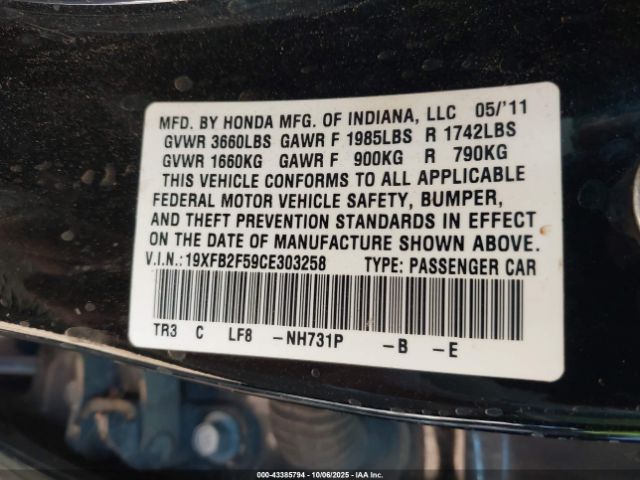 MFD. BY HONDA MFG. OF INDIANA, LLC 05/'11
GVWR 3660LBS GAWR F 1985LBS R 1742LBS
GVWR 1660KG GAWR F 900KG R 790KG
THIS VEHICLE CONFORMS TO ALL APPLICABLE
FEDERAL MOTOR VEHICLE SAFETY, BUMPER,
AND THEFT PREVENTION STANDARDS IN EFFECT
ON THE DATE OF MANUFACTURE SHOWN ABOVE.
V.I.N.:19XFB2F59CE303258 TYPE: PASSENGER CAR
TR3 C LF8 -NH731P -B -E
000-43385794 - 10/06/2025 - IAA Inc.